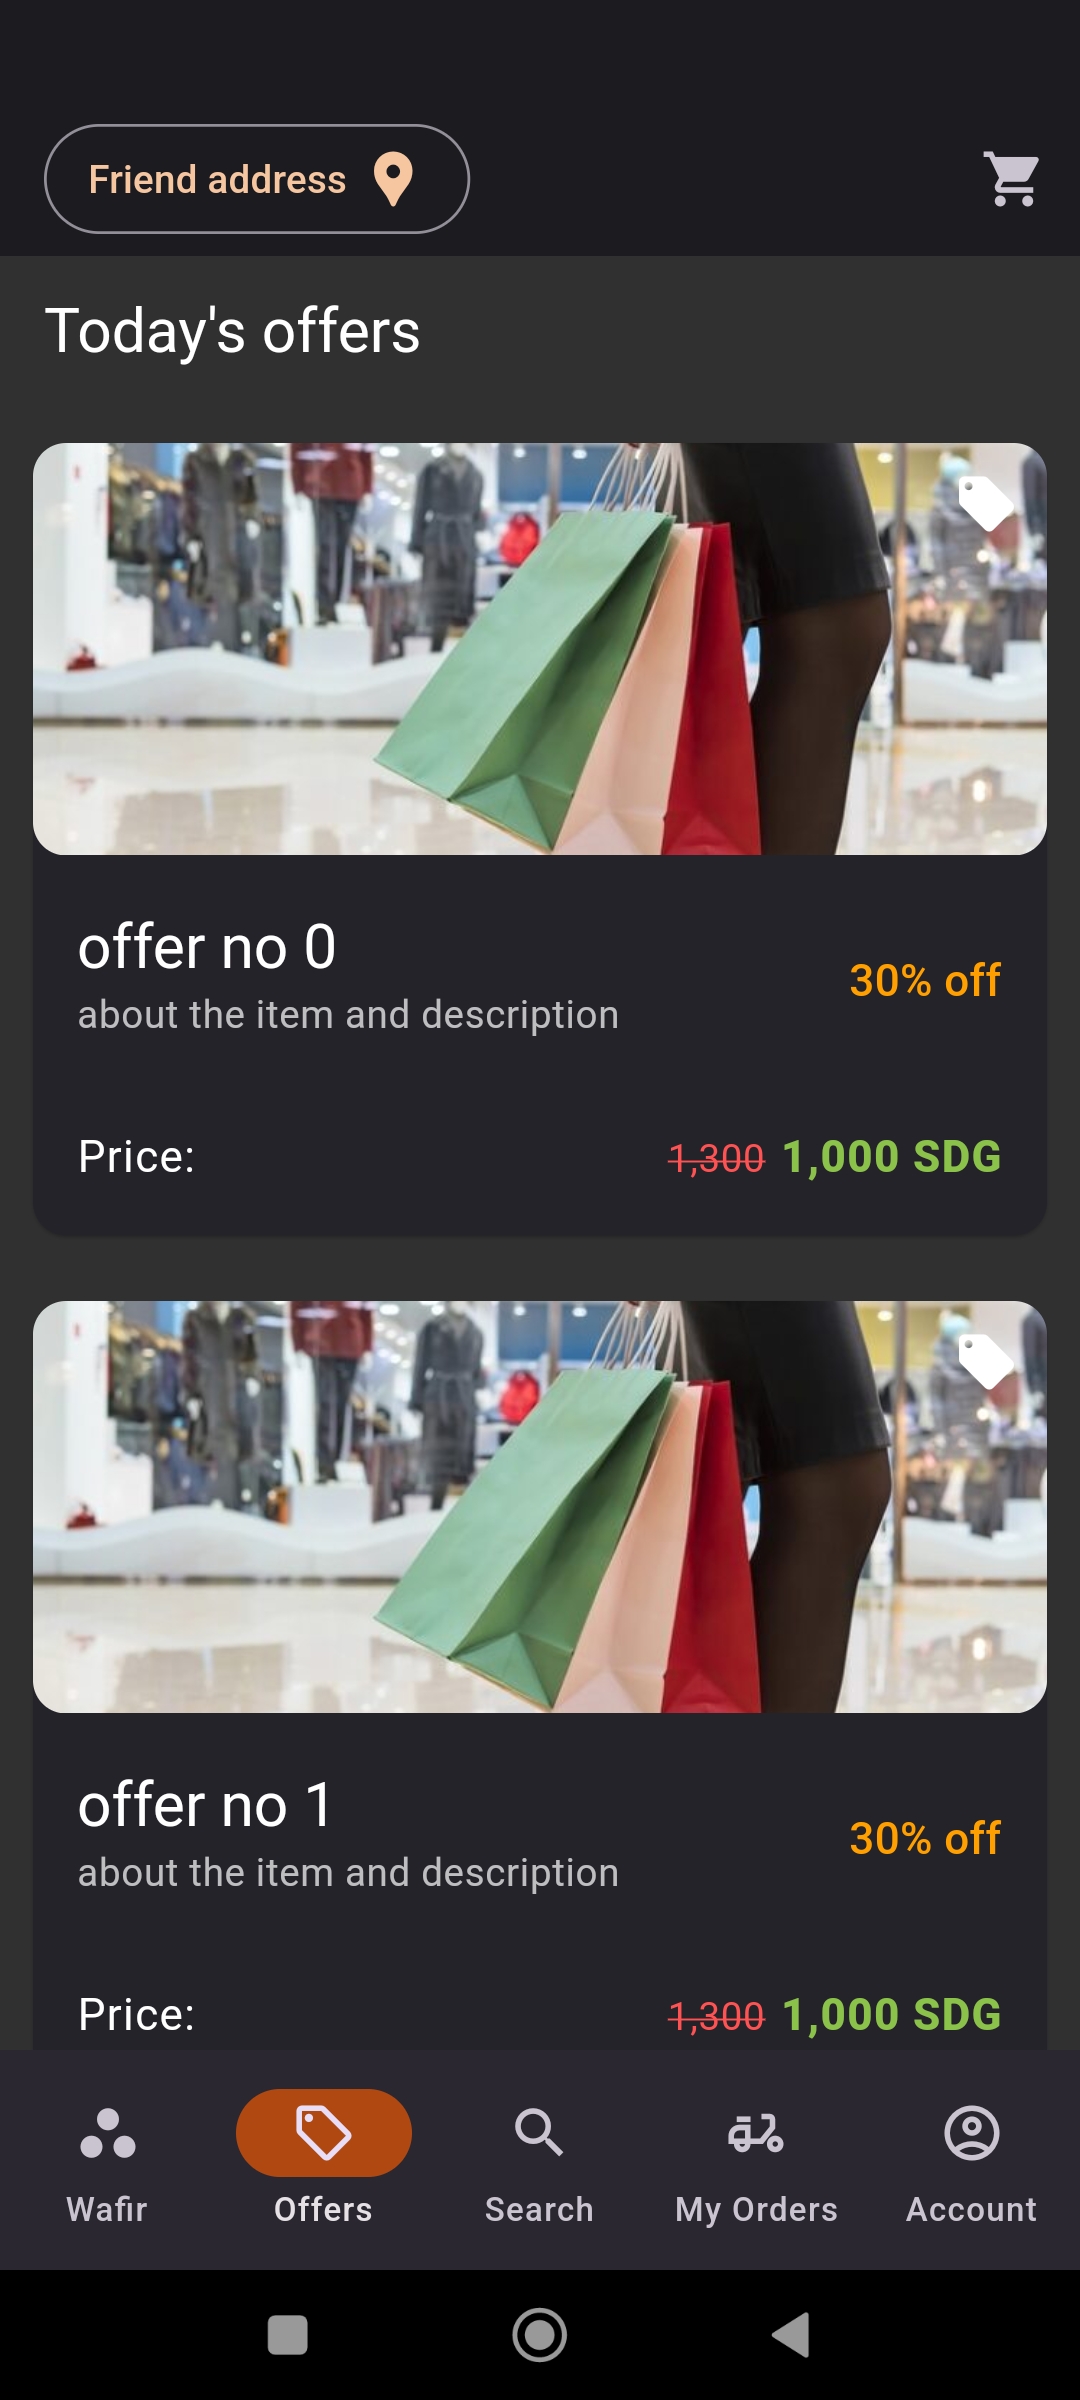 Friend address
Today's offers
offer no 0
about the item and description
30% off
Price:
1,300 1,000 SDG
offer no 1
about the item and description
30% off
Price:
1,300 1,000 SDG
Wafir
Offers
Search
My Orders
Account